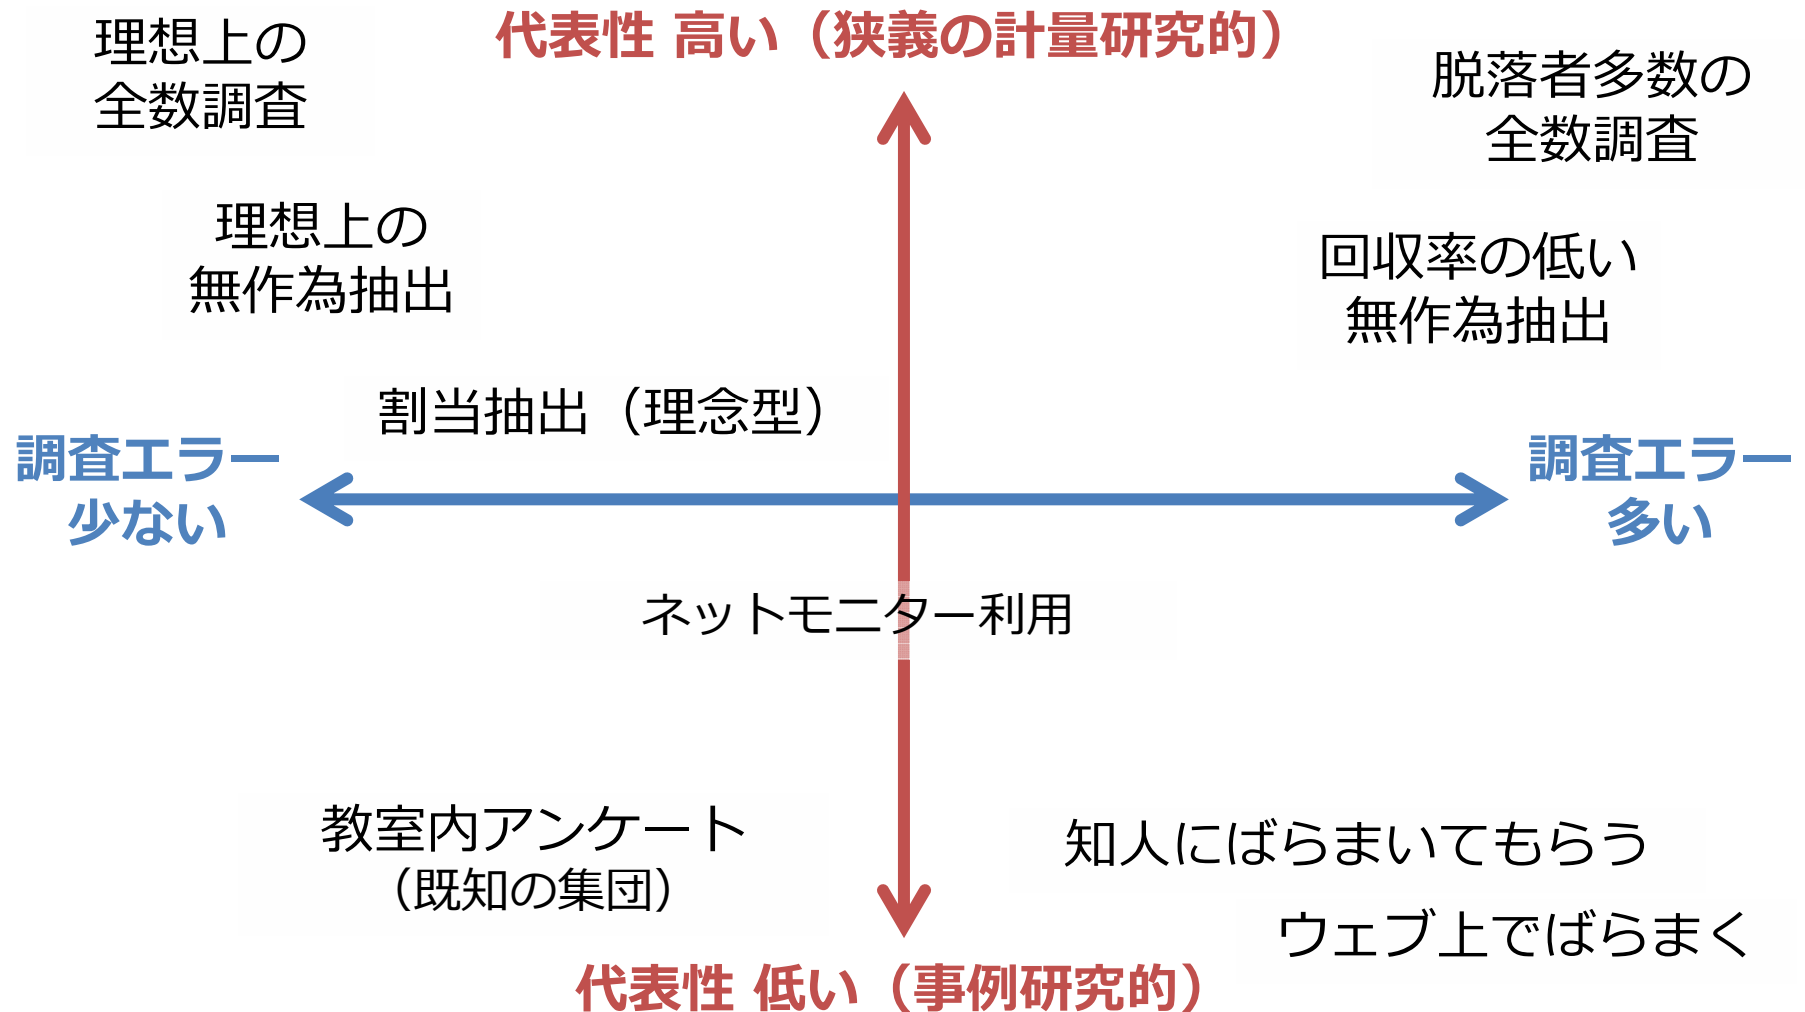 代表性 高い（狭義の計量研究的）
理想上の
全数調査
脱落者多数の
全数調査
理想上の
無作為抽出
回収率の低い
無作為抽出
割当抽出（理念型）
調査エラー
少ない
調査エラー
多い
ネットモニター利用
教室内アンケート
（既知の集団）
知人にばらまいてもらう
ウェブ上でばらまく
代表性 低い（事例研究的）